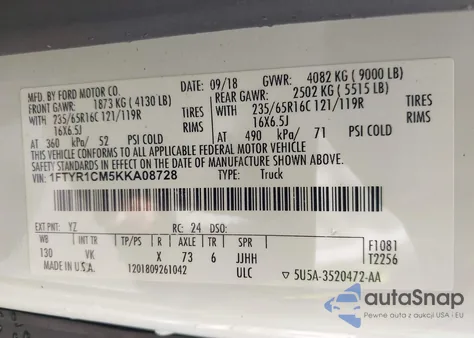 MFD. BY FORD MOTOR CO. 09/18 GVWR: 4082 KG ( 9000 LB)
FRONT GAWR: 1873 KG ( 4130 LB) REAR GAWR: 2502 KG ( 5515 LB)
WITH 235/65R16C 121/119R TIRES WITH 235/65R16C 121/119R TIRES
16X6.5J RIMS 16X6.5J RIMS
AT 360 kPa/ 52 PSI COLD AT 490 kPa/ 71 PSI COLD
THIS VEHICLE CONFORMS TO ALL APPLICABLE FEDERAL MOTOR VEHICLE
SAFETY STANDARDS IN EFFECT ON THE DATE OF MANUFACTURE SHOWN ABOVE.
VIN: 1FTYR1CM5KKA08728 TYPE: Truck
EXT PNT: YZ RC: 24 DSO:
WB INT TR TP/PS R AXLE TR SPR F1081
130 VK X 73 6 JJHH T2256
MADE IN U.S.A. 1201809261042 ULC ▽ 5U5A-3520472-AA
autoSnap
Pewne zakupy z aukcji USA - EU